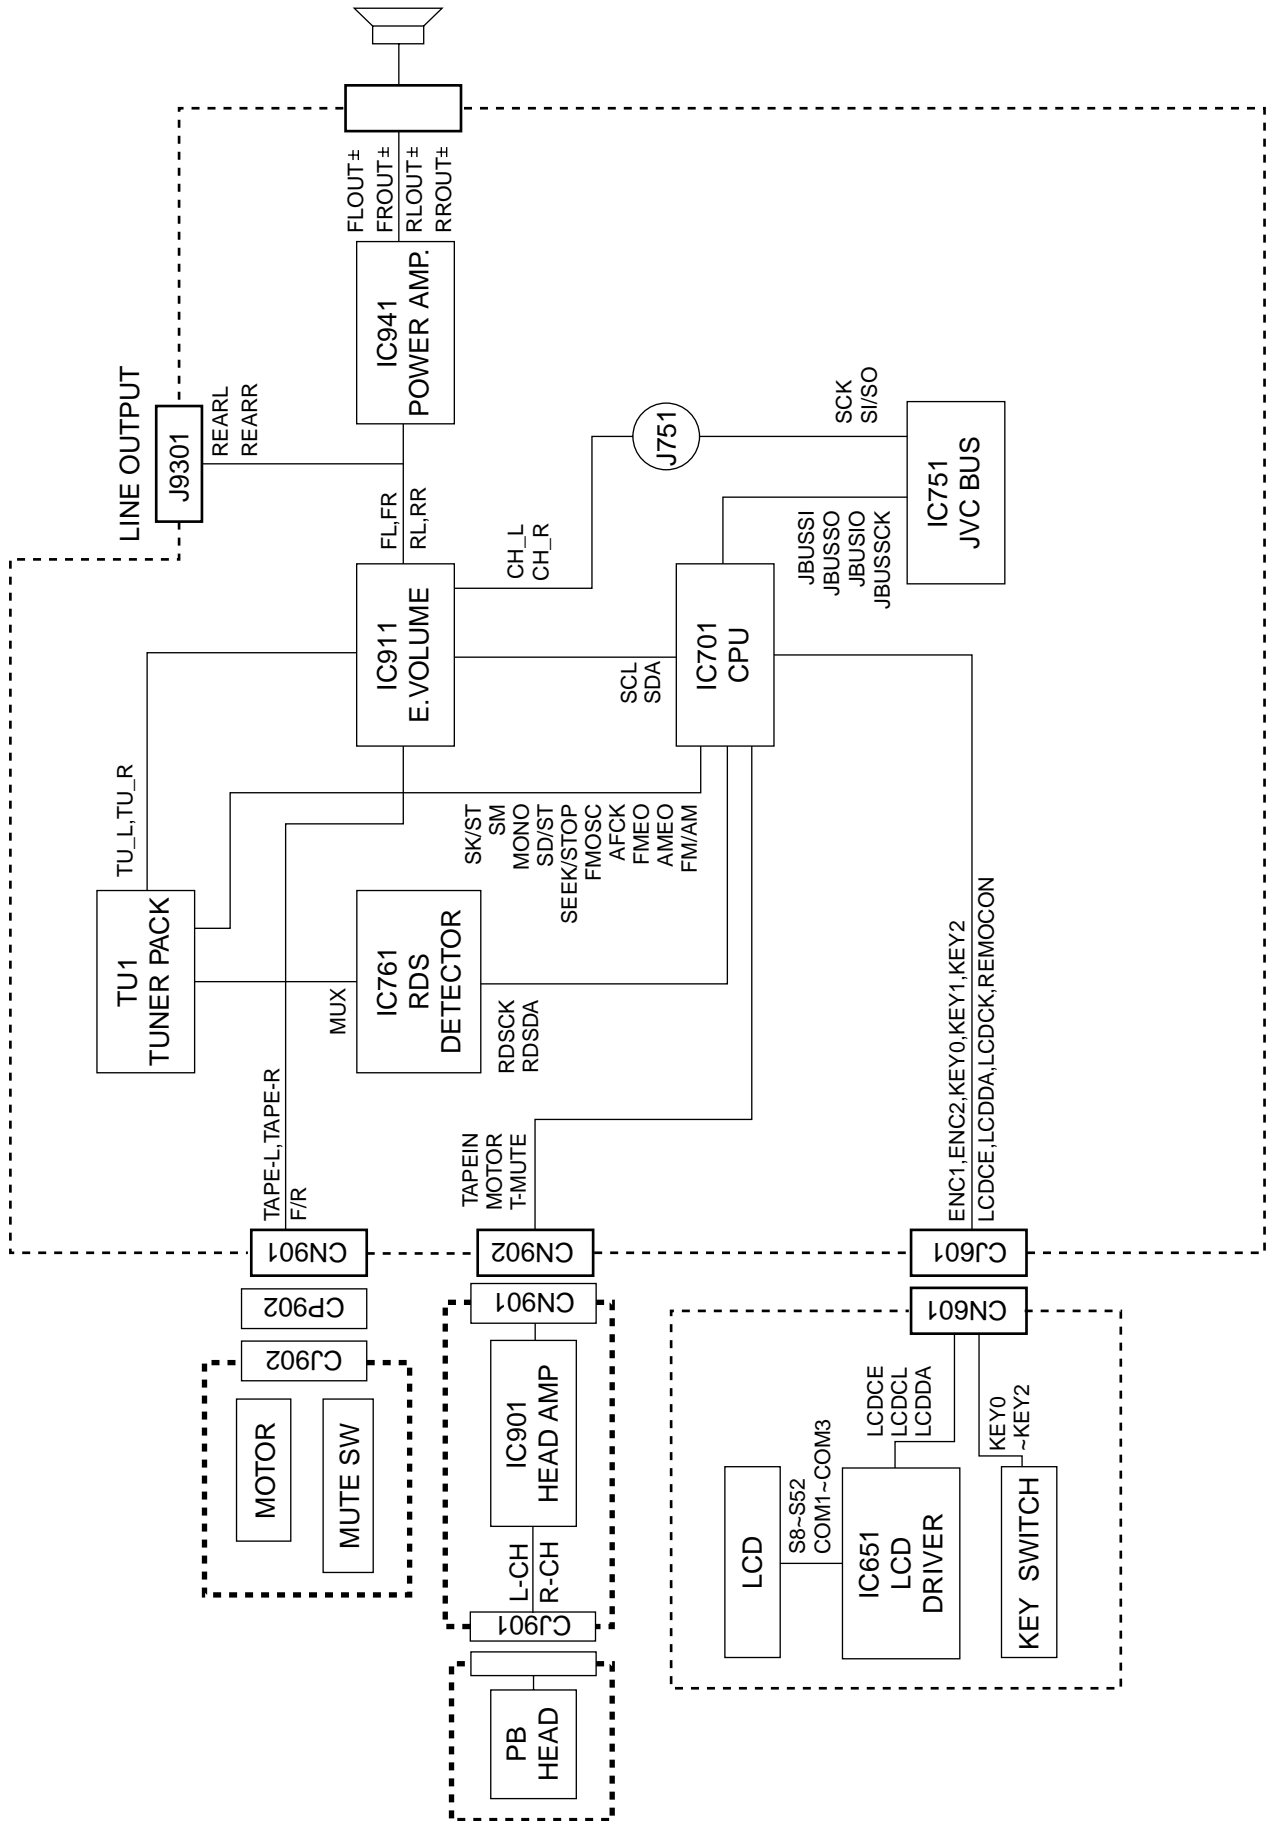 LINE OUTPUT
J9301
REARL
REARR
FLOUT±
FROUT±
RLOUT±
RROUT±
IC941
POWER AMP.
FL,FR
RL,RR
IC911
E.VOLUME
TU_L,TU_R
TU1
TUNER PACK
MUX
IC761
RDS
DETECTOR
RDSCK
RDSDA
SK/ST
SM
MONO
SD/ST
SEEK/STOP
FMOSC
AFCK
FMEO
AMEO
FM/AM
CH_L
CH_R
J751
SCK
SI/SO
IC751
JVC BUS
JBUSSI
JBUSSO
JBUSIO
JBUSSCK
SCL
SDA
IC701
CPU
TAPE-L,TAPE-R
F/R
CN901
CP902
CJ902
MOTOR
MUTE SW
TAPEIN
MOTOR
T-MUTE
CN902
CN901
IC901
HEAD AMP
L-CH
R-CH
CJ901
PB
HEAD
ENC1,ENC2,KEY0,KEY1,KEY2
LCDCE,LCDDA,LCDCK,REMOCON
CJ601
CN601
LCDCE
LCDCL
LCDDA
KEY0
~KEY2
LCD
S8~S52
COM1~COM3
IC651
LCD
DRIVER
KEY SWITCH